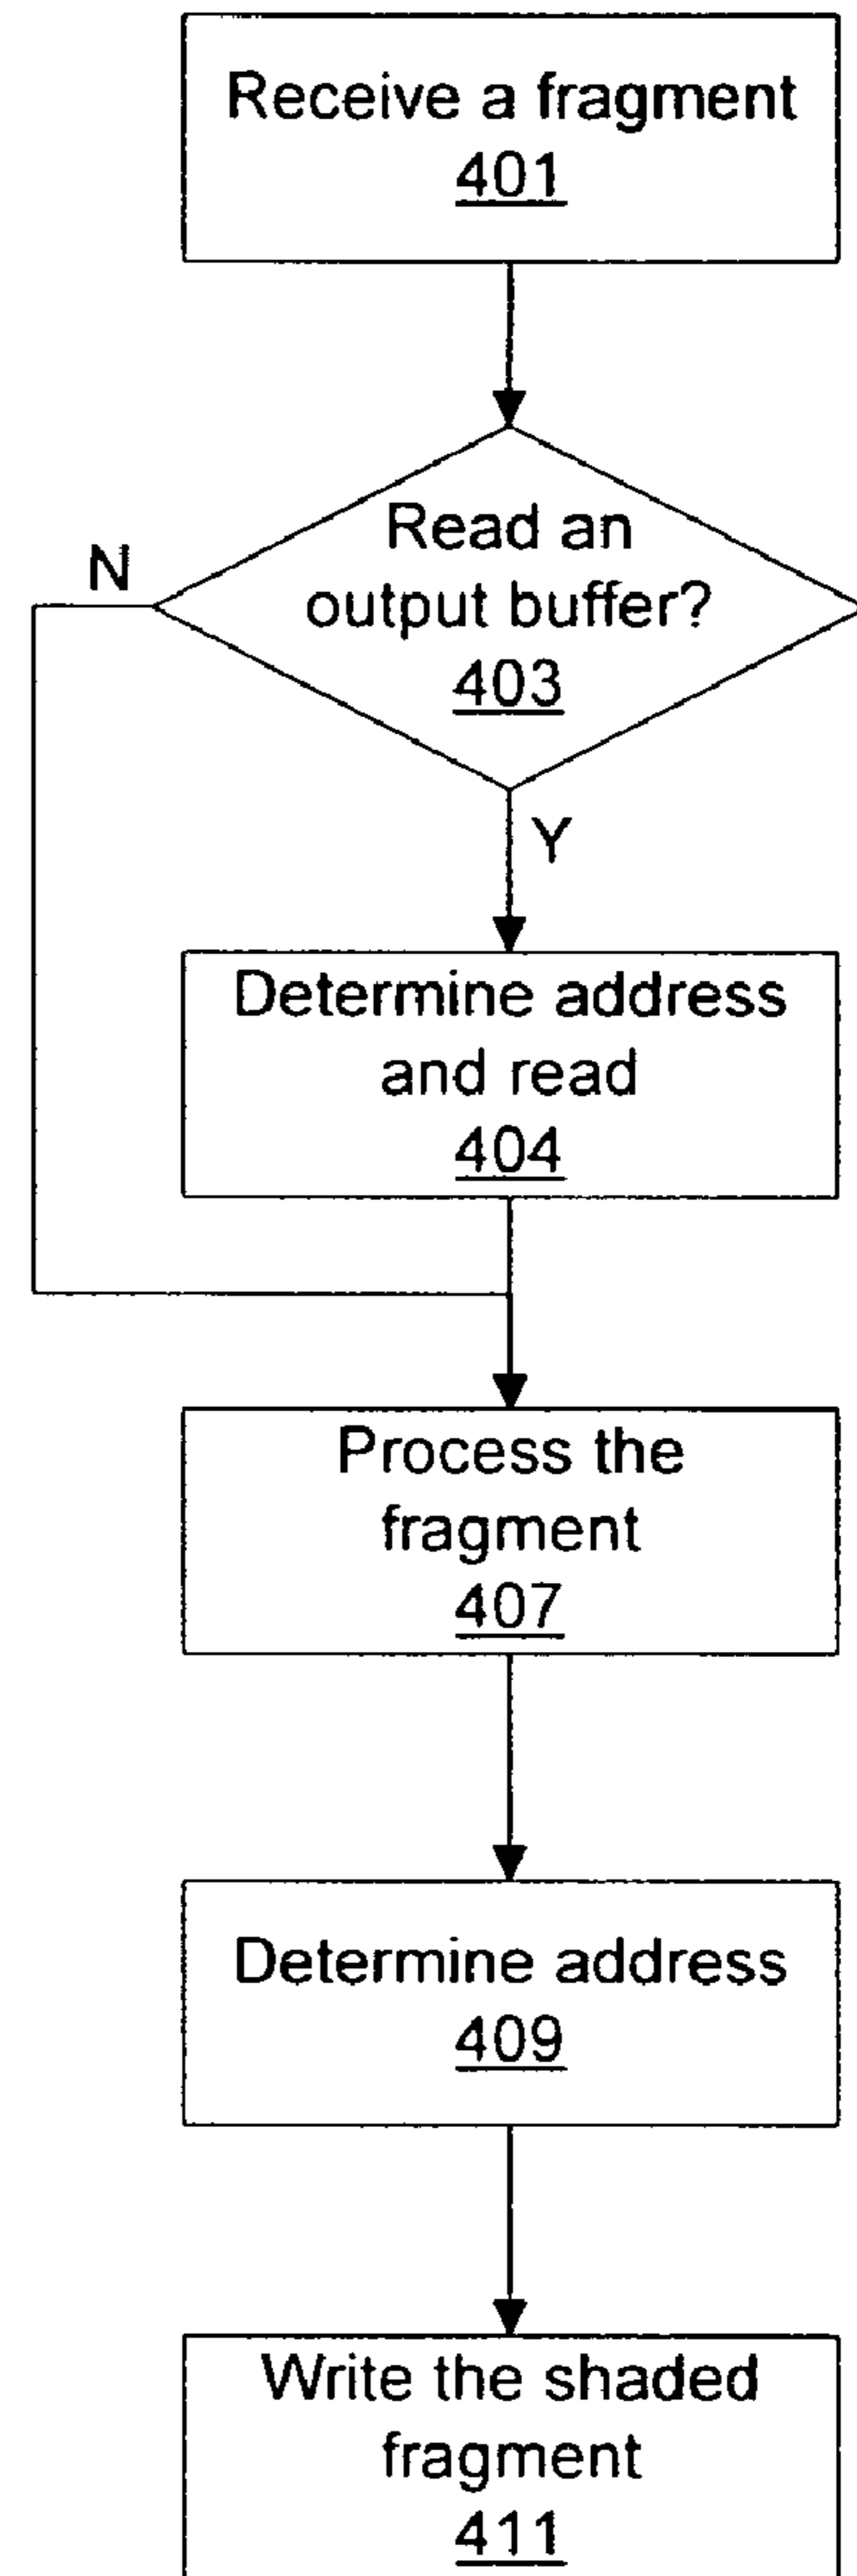 Receive a fragment
401
Read an
output buffer?
403
N
Y
Determine address
and read
404
Process the
fragment
407
Determine address
409
Write the shaded
fragment
411